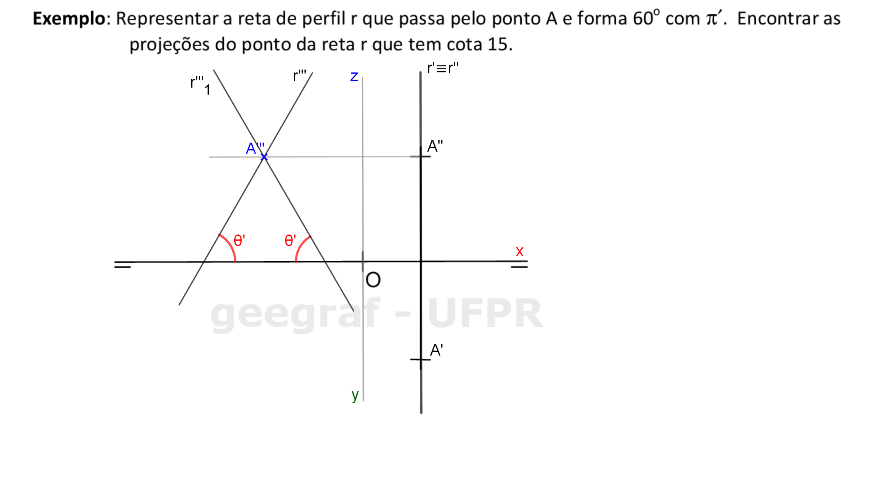 Exemplo: Representar a reta de perfil r que passa pelo ponto A e forma 60º com π′. Encontrar as
projeções do ponto da reta r que tem cota 15.
r'''1
r'''
z
r'≡r''
A'''
A''
θ'
θ'
x
O
geegraf - UFPR
A'
y